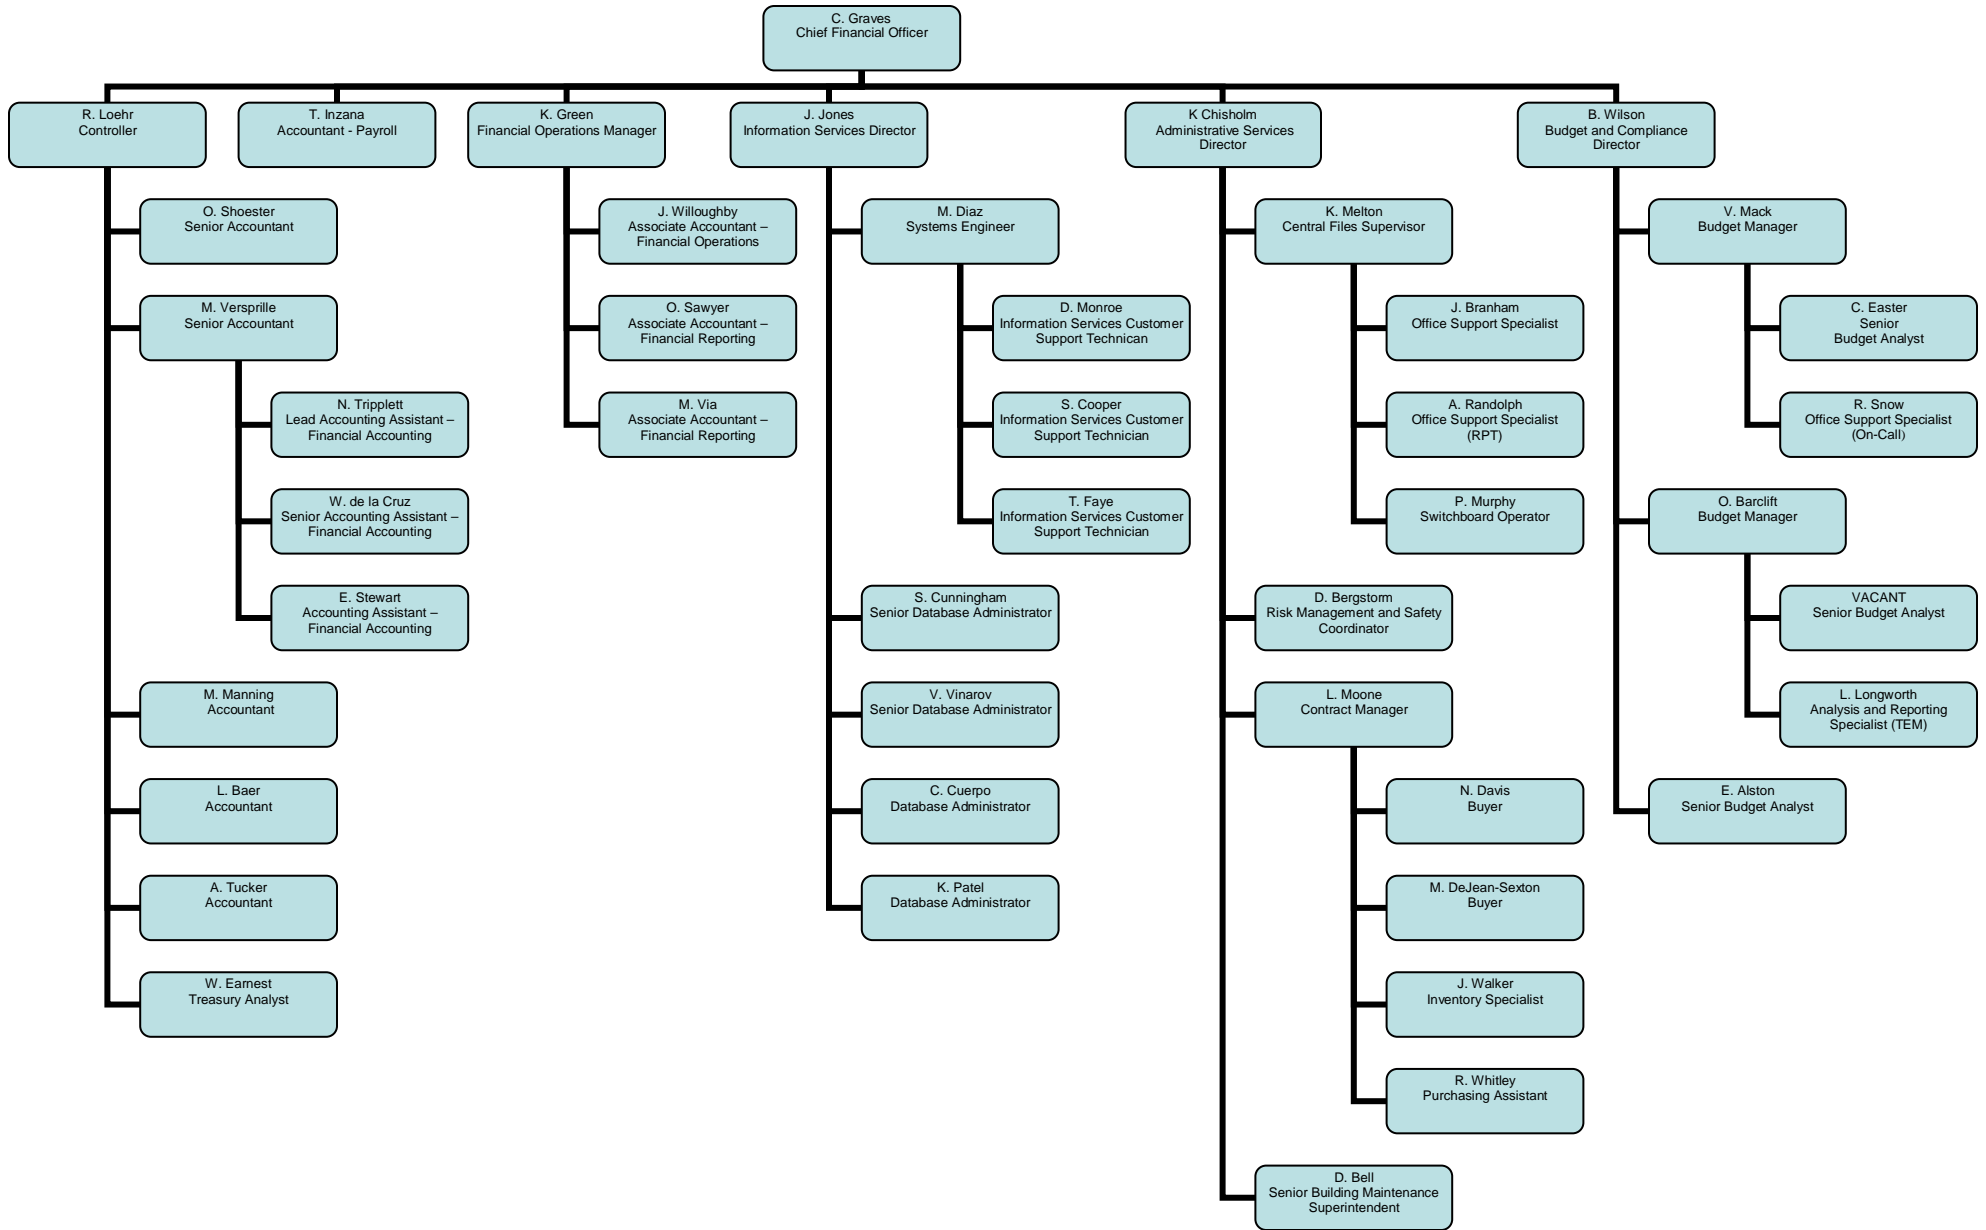 C. Graves
Chief Financial Officer
R. Loehr
Controller
T. Inzana
Accountant - Payroll
K. Green
Financial Operations Manager
J. Jones
Information Services Director
K Chisholm
Administrative Services
Director
B. Wilson
Budget and Compliance
Director
O. Shoester
Senior Accountant
M. Versprille
Senior Accountant
N. Tripplett
Lead Accounting Assistant –
Financial Accounting
W. de la Cruz
Senior Accounting Assistant –
Financial Accounting
E. Stewart
Accounting Assistant –
Financial Accounting
M. Manning
Accountant
L. Baer
Accountant
A. Tucker
Accountant
W. Earnest
Treasury Analyst
J. Willoughby
Associate Accountant –
Financial Operations
O. Sawyer
Associate Accountant –
Financial Reporting
M. Via
Associate Accountant –
Financial Reporting
M. Diaz
Systems Engineer
D. Monroe
Information Services Customer
Support Technican
S. Cooper
Information Services Customer
Support Technician
T. Faye
Information Services Customer
Support Technician
S. Cunningham
Senior Database Administrator
V. Vinarov
Senior Database Administrator
C. Cuerpo
Database Administrator
K. Patel
Database Administrator
K. Melton
Central Files Supervisor
J. Branham
Office Support Specialist
A. Randolph
Office Support Specialist
(RPT)
P. Murphy
Switchboard Operator
D. Bergstorm
Risk Management and Safety
Coordinator
L. Moone
Contract Manager
N. Davis
Buyer
M. DeJean-Sexton
Buyer
J. Walker
Inventory Specialist
R. Whitley
Purchasing Assistant
D. Bell
Senior Building Maintenance
Superintendent
V. Mack
Budget Manager
C. Easter
Senior
Budget Analyst
R. Snow
Office Support Specialist
(On-Call)
O. Barclift
Budget Manager
VACANT
Senior Budget Analyst
L. Longworth
Analysis and Reporting
Specialist (TEM)
E. Alston
Senior Budget Analyst